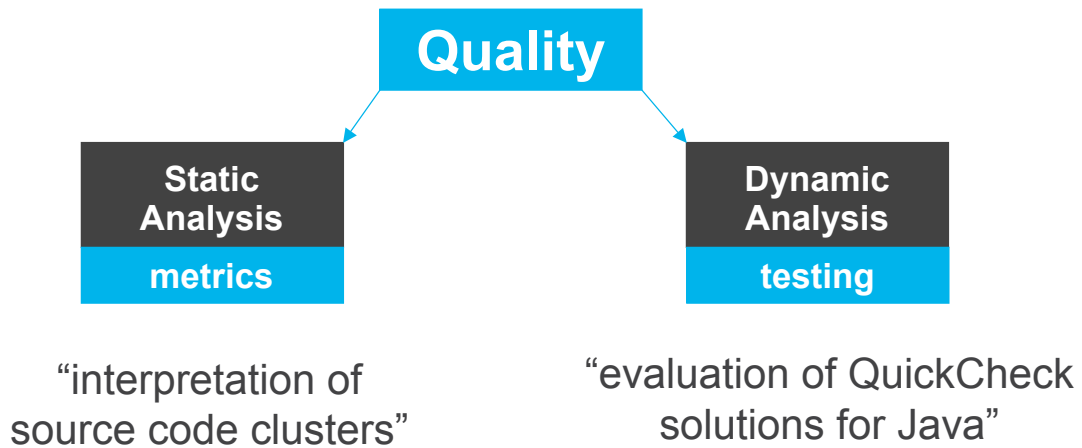 Quality
Static
Analysis
metrics
Dynamic
Analysis
testing
“interpretation of
source code clusters”
“evaluation of QuickCheck
solutions for Java”